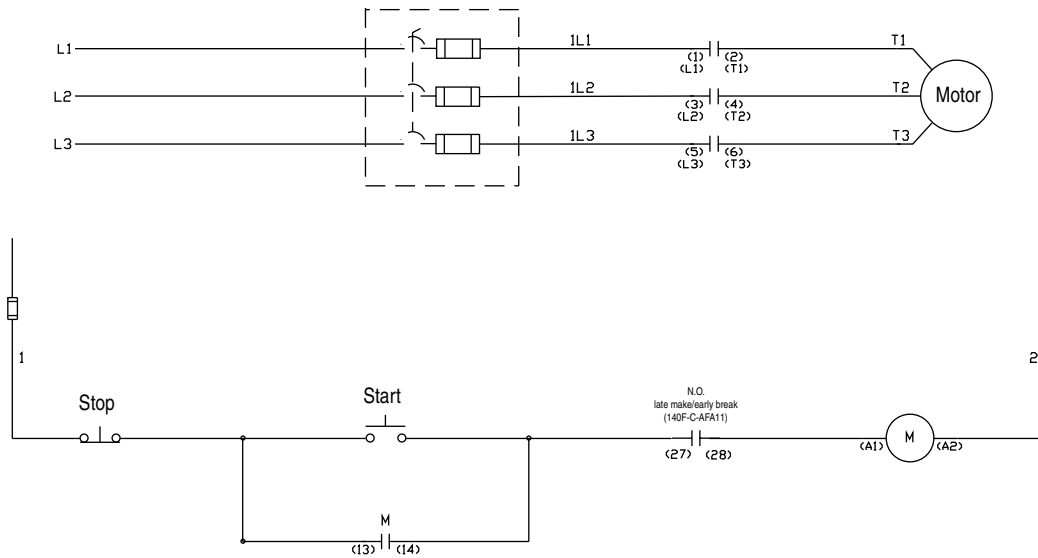 L1 1L1 (1) (2) T1
(L1) (T1)
L2 1L2 (3) (4) T2 Motor
(L2) (T2)
L3 1L3 (5) (6) T3
(L3) (T3)
1 2
Stop Start N.O.
late make/early break
(140F-C-AFA11)
(27) (28) (A1) M (A2)
M
(13) (14)